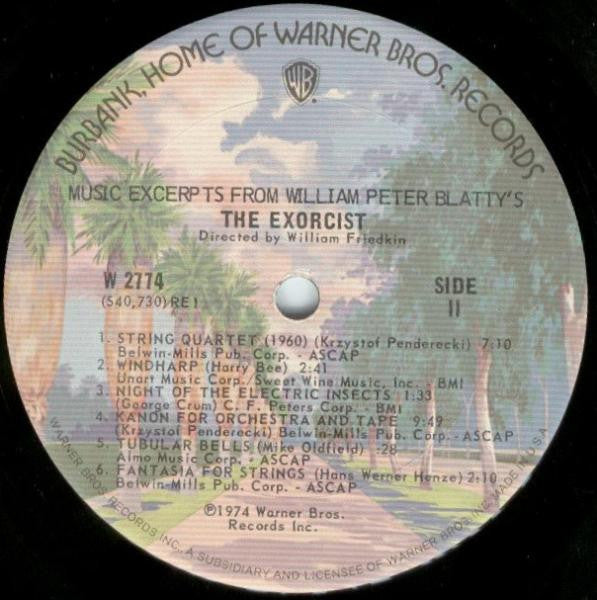 BURBANK, HOME OF WARNER BROS. RECORDS
WB
MUSIC EXCERPTS FROM WILLIAM PETER BLATTY'S
THE EXORCIST
Directed by William Friedkin
W 2774
(S40,730) RE 1
SIDE
II
1. STRING QUARTET (1960) (Krzystof Penderecki) 7:10
Belwin-Mills Pub. Corp. - ASCAP
2. WINDHARP (Harry Bee) 2:41
Unart Music Corp./Sweet Wine Music, Inc. - BMI
3. NIGHT OF THE ELECTRIC INSECTS 1:33
(George Crum) C. F. Peters Corp. - BMI
4. KANON FOR ORCHESTRA AND TAPE 9:49
(Krzystof Penderecki) Belwin-Mills Pub. Corp. - ASCAP
5. TUBULAR BELLS (Mike Oldfield) :28
Almo Music Corp. - ASCAP
6. FANTASIA FOR STRINGS (Hans Werner Henze) 2:10
Belwin-Mills Pub. Corp. - ASCAP
℗1974 Warner Bros.
Records Inc.
WARNER BROS. RECORDS INC., A SUBSIDIARY AND LICENSEE OF WARNER BROS. INC. MADE IN U.S.A.